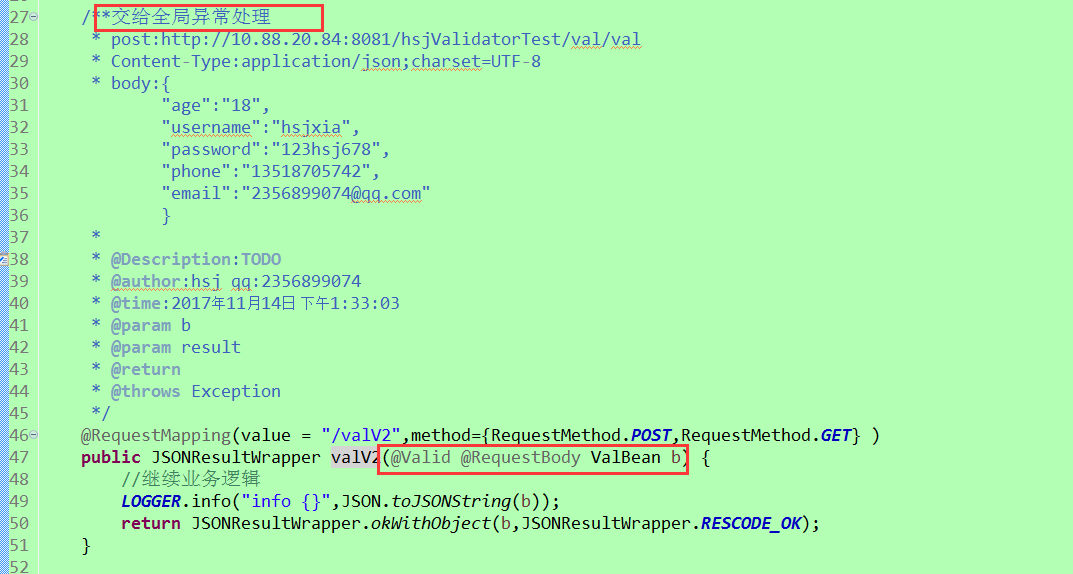 27 /**交给全局异常处理
28 * post:http://10.88.20.84:8081/hsjValidatorTest/val/val
29 * Content-Type:application/json;charset=UTF-8
30 * body:{
31 "age":"18",
32 "username":"hsjxia",
33 "password":"123hsj678",
34 "phone":"13518705742",
35 "email":"2356899074@qq.com"
36 }
37 *
38 * @Description:TODO
39 * @author:hsj qq:2356899074
40 * @time:2017年11月14日 下午1:33:03
41 * @param b
42 * @param result
43 * @return
44 * @throws Exception
45 */
46 @RequestMapping(value = "/valV2",method={RequestMethod.POST,RequestMethod.GET} )
47 public JSONResultWrapper valV2(@Valid @RequestBody ValBean b) {
48 //继续业务逻辑
49 LOGGER.info("info {}",JSON.toJSONString(b));
50 return JSONResultWrapper.okWithObject(b,JSONResultWrapper.RESCODE_OK);
51 }
52